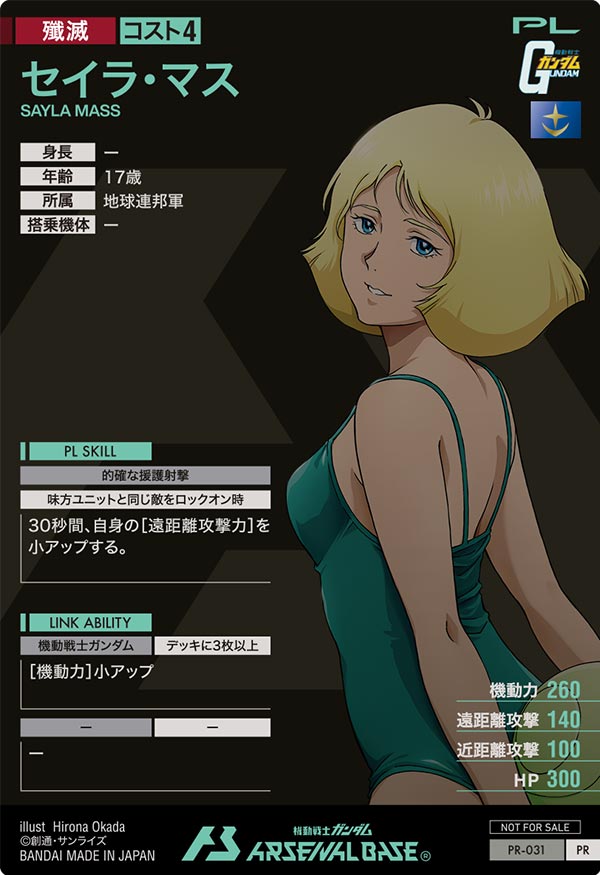 殲滅 コスト4 PL
セイラ・マス
SAYLA MASS
機動戦士
ガンダム
GUNDAM
身長 ー
年齢 17歳
所属 地球連邦軍
搭乗機体 ー
PL SKILL
的確な援護射撃
味方ユニットと同じ敵をロックオン時
30秒間、自身の[遠距離攻撃力]を
小アップする。
LINK ABILITY
機動戦士ガンダム デッキに3枚以上
[機動力]小アップ
ー ー
ー
機動力 260
遠距離攻撃 140
近距離攻撃 100
HP 300
illust Hirona Okada
©創通・サンライズ
BANDAI MADE IN JAPAN
機動戦士ガンダム
AB ARSENAL BASE®
NOT FOR SALE
PR-031 PR